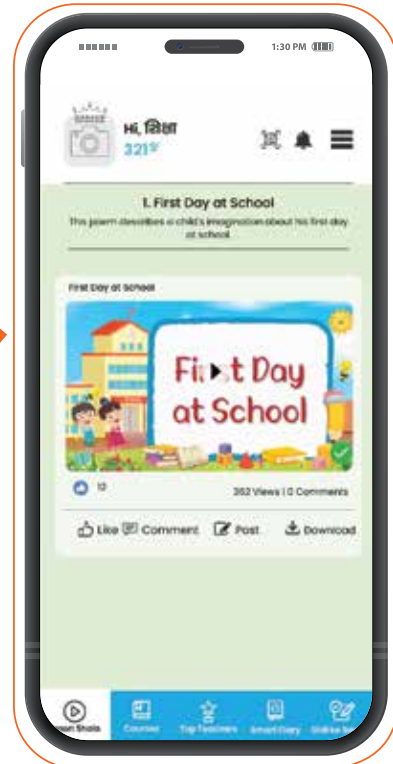 1:30 PM
Hi, शिक्षा
321
1. First Day at School
This poem describes a child's imagination about his first day
at school
First Day at School
First Day
at School
12
352 Views | 0 Comments
Like Comment Post Download
Courses Top Teachers Smart Diary